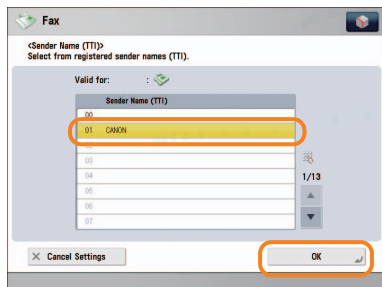 Fax
<Sender Name (TTI)>
Select from registered sender names (TTI).
Valid for: :
Sender Name (TTI)
00
01 CANON
02
03
04
05
06
07
1/13
Cancel Settings
OK